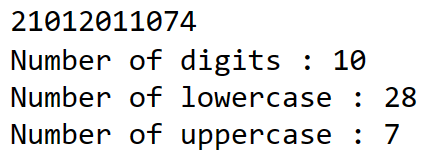 21012011074
Number of digits : 10
Number of lowercase : 28
Number of uppercase : 7